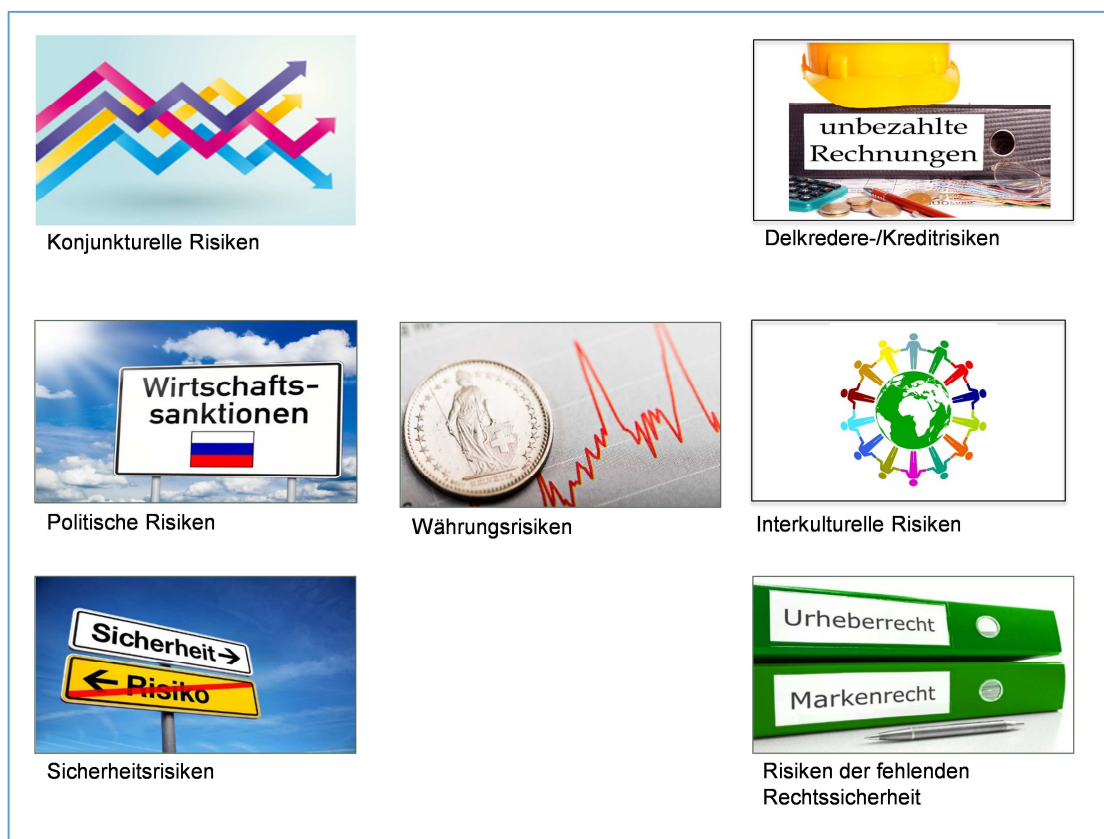 unbezahlte
Rechnungen
Konjunkturelle Risiken
Delkredere-/Kreditrisiken
Wirtschafts-
sanktionen
Politische Risiken
Währungsrisiken
Interkulturelle Risiken
Sicherheit→
←Risiko
Sicherheitsrisiken
Urheberrecht
Markenrecht
Risiken der fehlenden
Rechtssicherheit